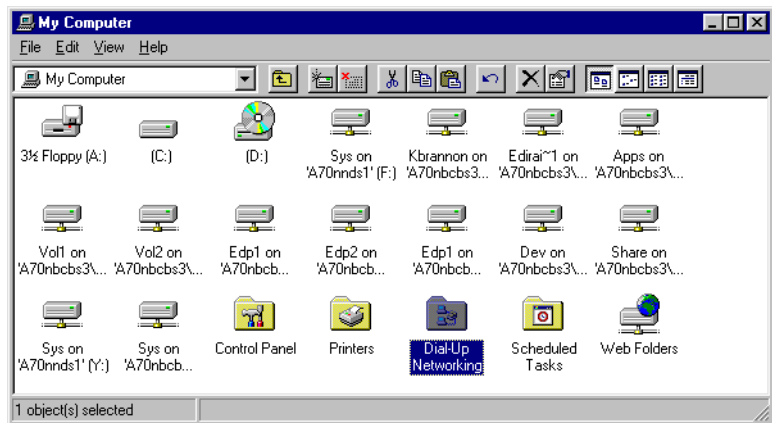 My Computer
File Edit View Help
My Computer
3½ Floppy (A:) (C:) (D:) Sys on Kbrannon on Edirai~1 on Apps on
'A70nnds1' (F:) 'A70nbcbs3... 'A70nbcbs3\... 'A70nbcbs3\...
Vol1 on Vol2 on Edp1 on Edp2 on Edp1 on Dev on Share on
'A70nbcbs3\... 'A70nbcbs3\... 'A70nbcb... 'A70nbcb... 'A70nbcb... 'A70nbcbs3\... 'A70nbcbs3\...
Sys on Sys on Control Panel Printers Dial-Up Scheduled Web Folders
'A70nnds1' (Y:) 'A70nbcb... Networking Tasks
1 object(s) selected